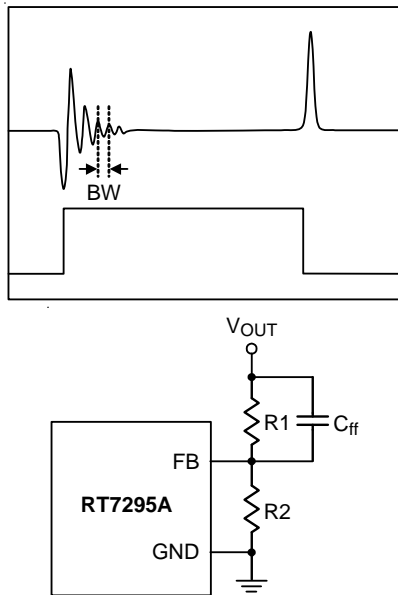 BW
VOUT
R1
Cff
FB
RT7295A
R2
GND